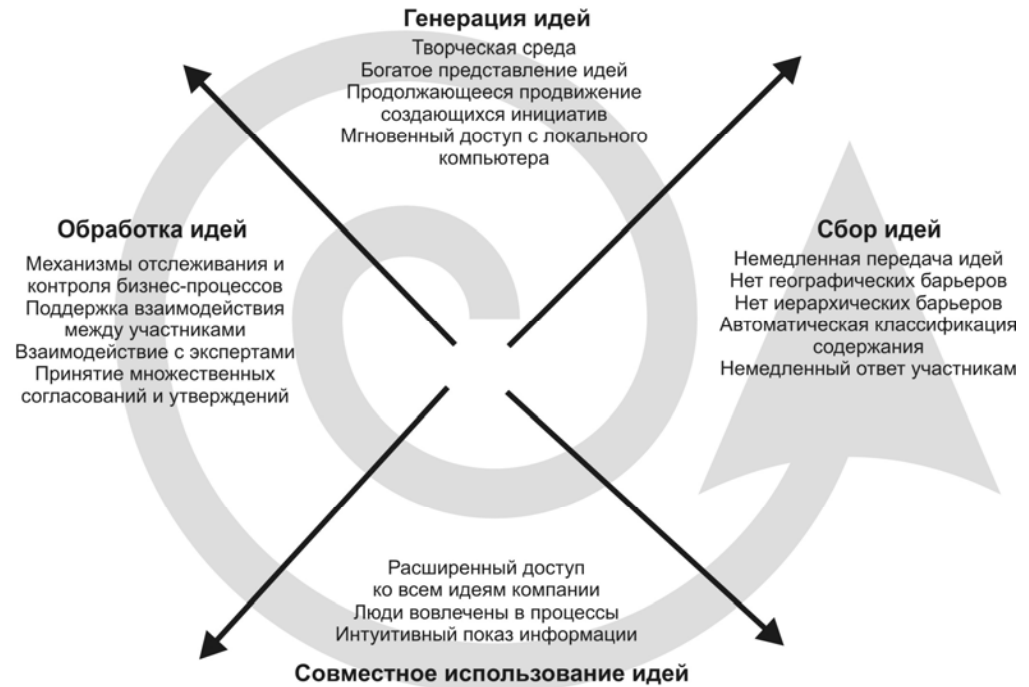 Генерация идей
Творческая среда
Богатое представление идей
Продолжающееся продвижение
создающихся инициатив
Мгновенный доступ с локального
компьютера
Обработка идей
Механизмы отслеживания и
контроля бизнес-процессов
Поддержка взаимодействия
между участниками
Взаимодействие с экспертами
Принятие множественных
согласований и утверждений
Сбор идей
Немедленная передача идей
Нет географических барьеров
Нет иерархических барьеров
Автоматическая классификация
содержания
Немедленный ответ участникам
Расширенный доступ
ко всем идеям компании
Люди вовлечены в процессы
Интуитивный показ информации
Совместное использование идей